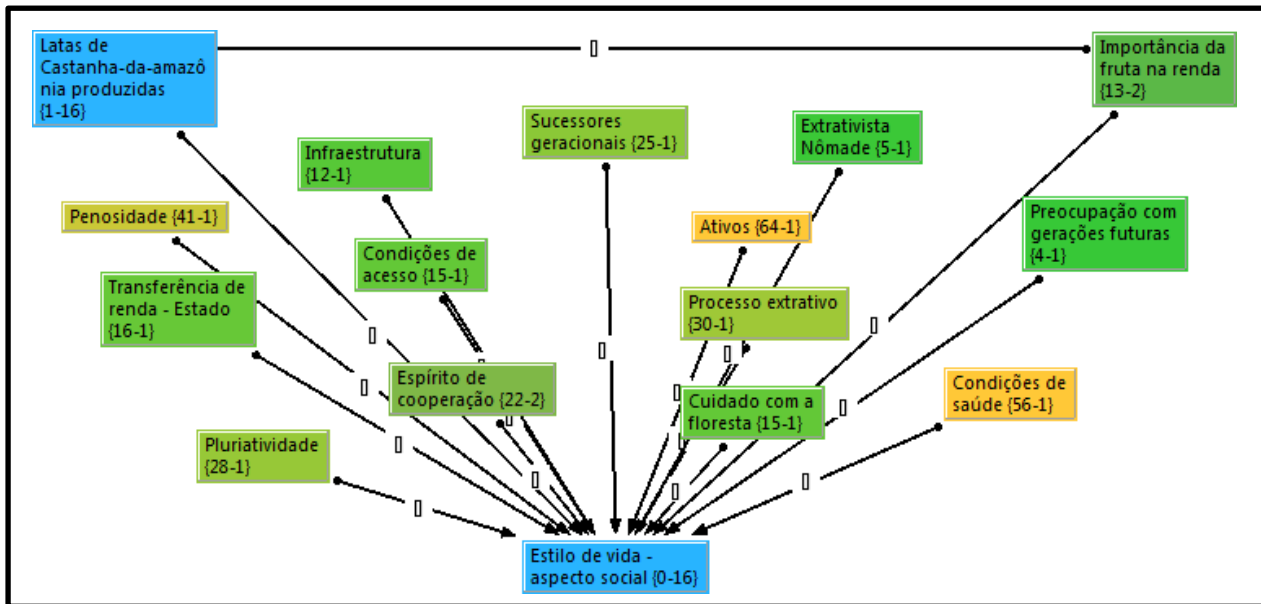 Latas de
Castanha-da-amazô
nia produzidas
{1-16}
Importância da
fruta na renda
{13-2}
Sucessores
geracionais {25-1}
Extrativista
Nômade {5-1}
Infraestrutura
{12-1}
Penosidade {41-1}
Ativos {64-1}
Preocupação com
gerações futuras
{4-1}
Condições de
acesso {15-1}
Transferência de
renda - Estado
{16-1}
Processo extrativo
{30-1}
Espírito de
cooperação {22-2}
Cuidado com a
floresta {15-1}
Condições de
saúde {56-1}
Pluriatividade
{28-1}
Estilo de vida -
aspecto social {0-16}